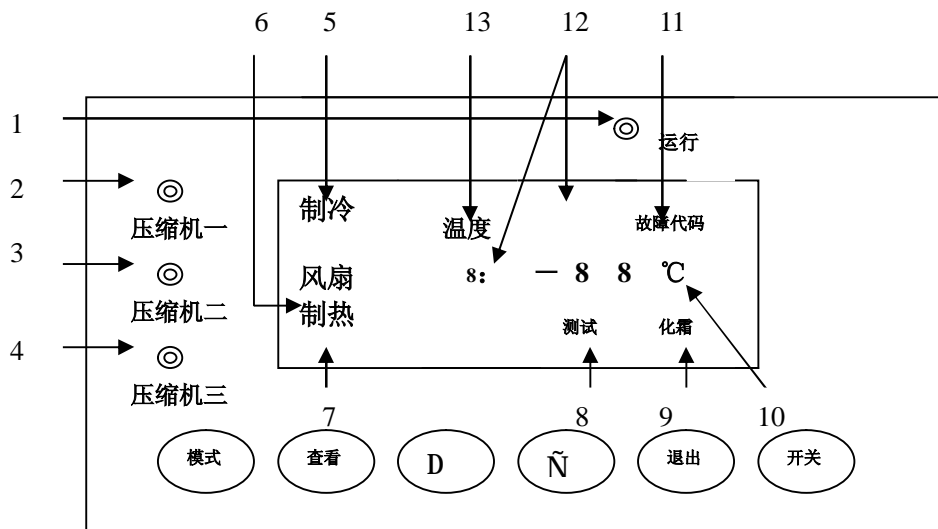 6 5 13 12 11
1
运行
2
制冷
压缩机一
温度 故障代码
3
风扇 8: － 8 8 ℃
制热
压缩机二
测试 化霜
4
压缩机三
7 8 9 10
模式 查看 D Ñ 退出 开关